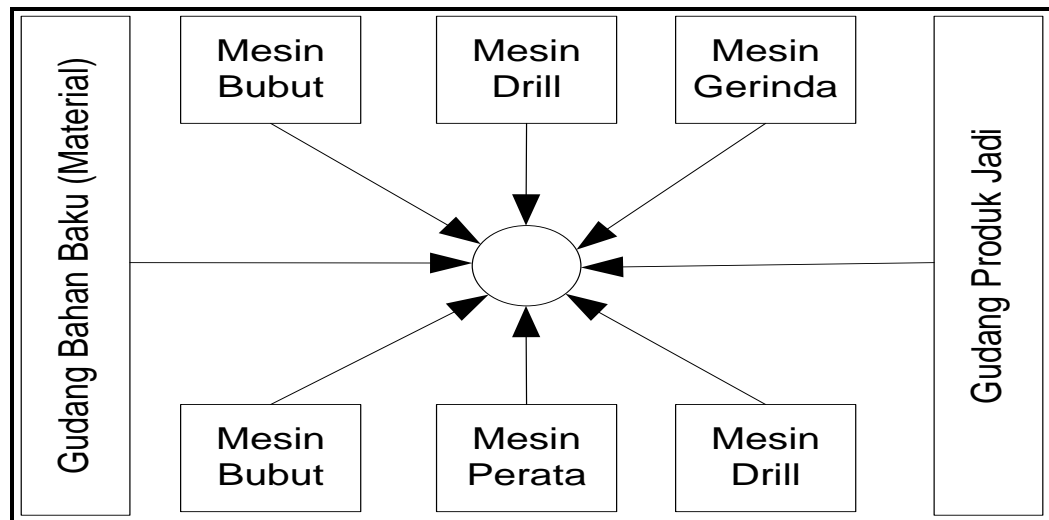 Gudang Bahan Baku (Material)
Mesin
Bubut
Mesin
Drill
Mesin
Gerinda
Mesin
Bubut
Mesin
Perata
Mesin
Drill
Gudang Produk Jadi